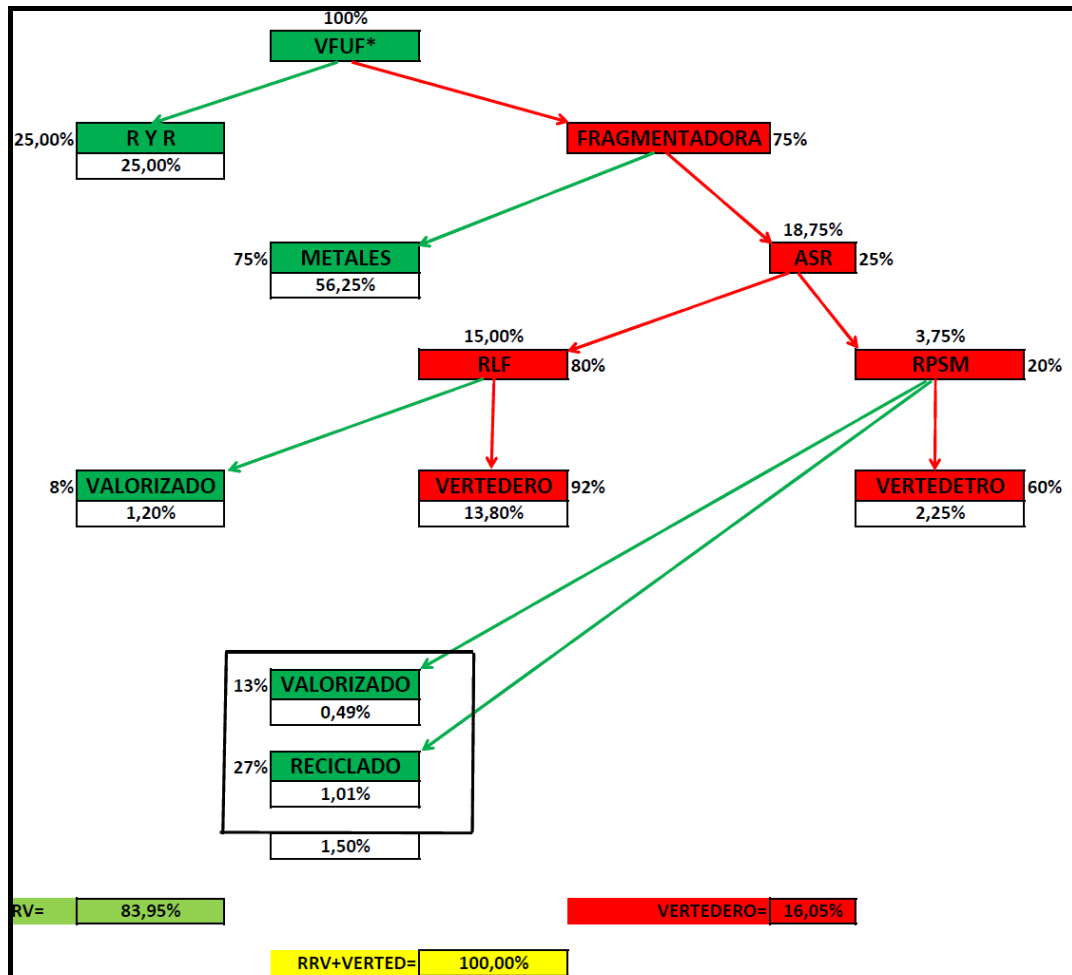 100%
VFUF*
25,00% R Y R
25,00%
FRAGMENTADORA 75%
18,75%
75% METALES
56,25%
ASR 25%
15,00%
RLF 80%
3,75%
RPSM 20%
8% VALORIZADO
1,20%
VERTEDERO 92%
13,80%
VERTEDETRO 60%
2,25%
13% VALORIZADO
0,49%
27% RECICLADO
1,01%
1,50%
RV= 83,95%
VERTEDERO= 16,05%
RRV+VERTED= 100,00%